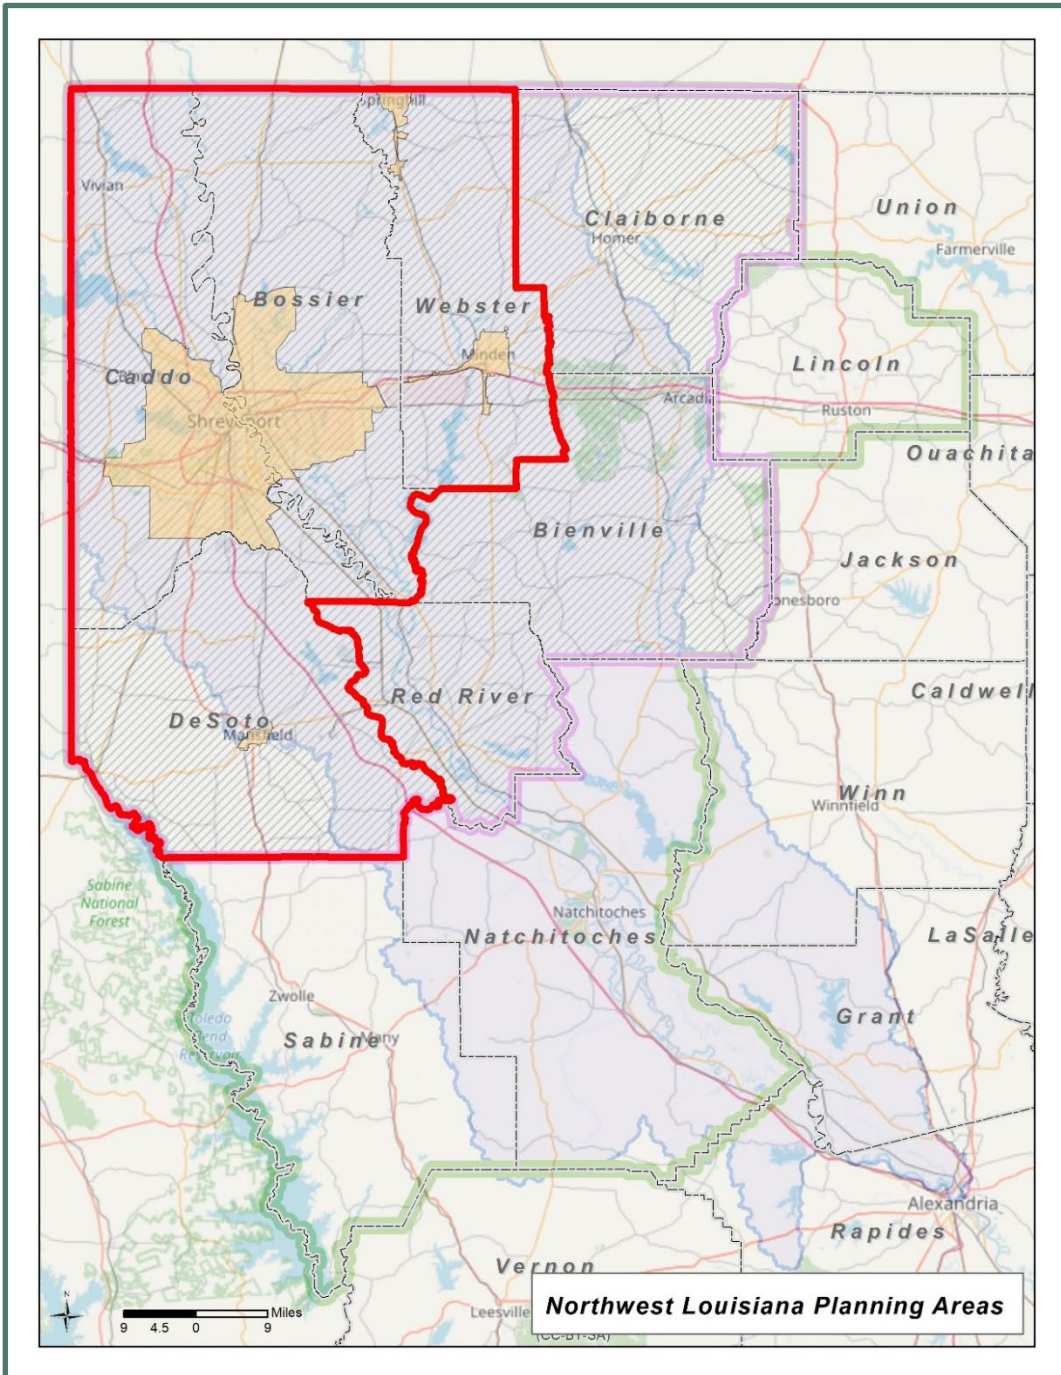 Springhill
Vivian
Union
Claiborne
Homer
Farmerville
Bossier
Webster
Minden
Lincoln
Caddo
Arcadia
Ruston
Shreveport
Ouachita
Bienville
Jackson
Jonesboro
Red River
Caldwell
DeSoto
Mansfield
Winn
Winnfield
Sabine
National
Forest
Natchitoches
Natchitoches
LaSalle
Zwolle
Toledo
Bend
Reservoir
Grant
Sabine
Many
Alexandria
Rapides
Vernon
Leesville
Northwest Louisiana Planning Areas
(CC-BY-SA)
N
Miles
9 4.5 0 9